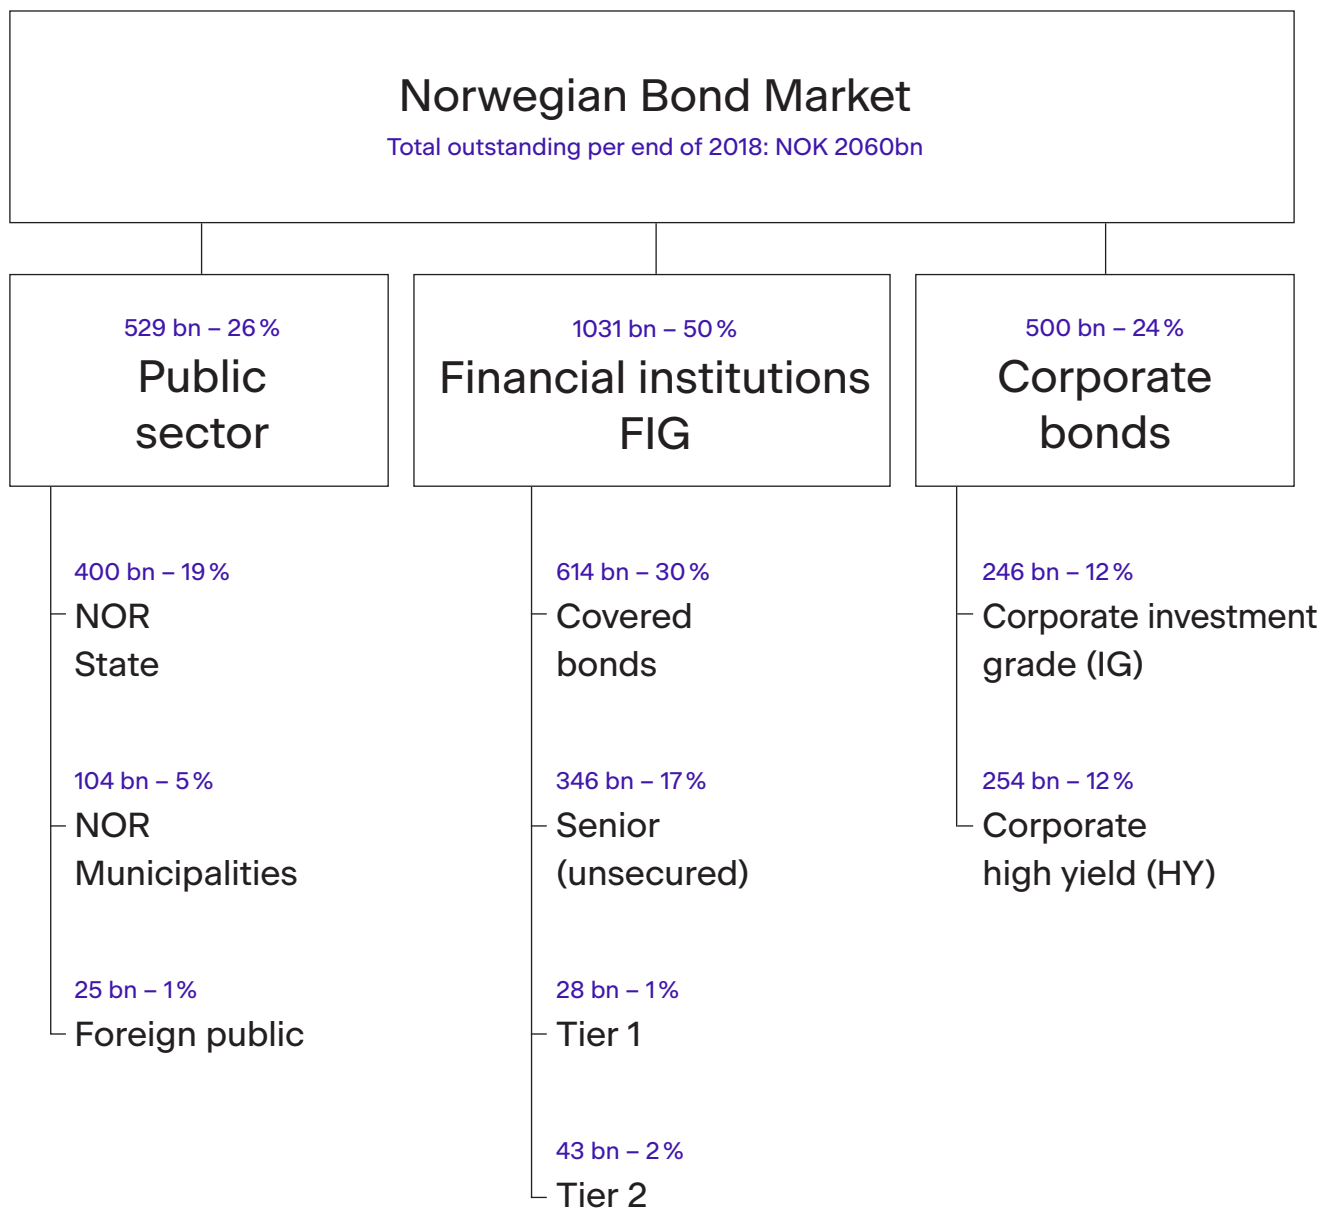 Norwegian Bond Market
Total outstanding per end of 2018: NOK 2060bn
529 bn – 26 %
Public
sector
400 bn – 19 %
NOR
State
104 bn – 5 %
NOR
Municipalities
25 bn – 1 %
Foreign public
1031 bn – 50 %
Financial institutions
FIG
614 bn – 30 %
Covered
bonds
346 bn – 17 %
Senior
(unsecured)
28 bn – 1 %
Tier 1
43 bn – 2 %
Tier 2
500 bn – 24 %
Corporate
bonds
246 bn – 12 %
Corporate investment
grade (IG)
254 bn – 12 %
Corporate
high yield (HY)